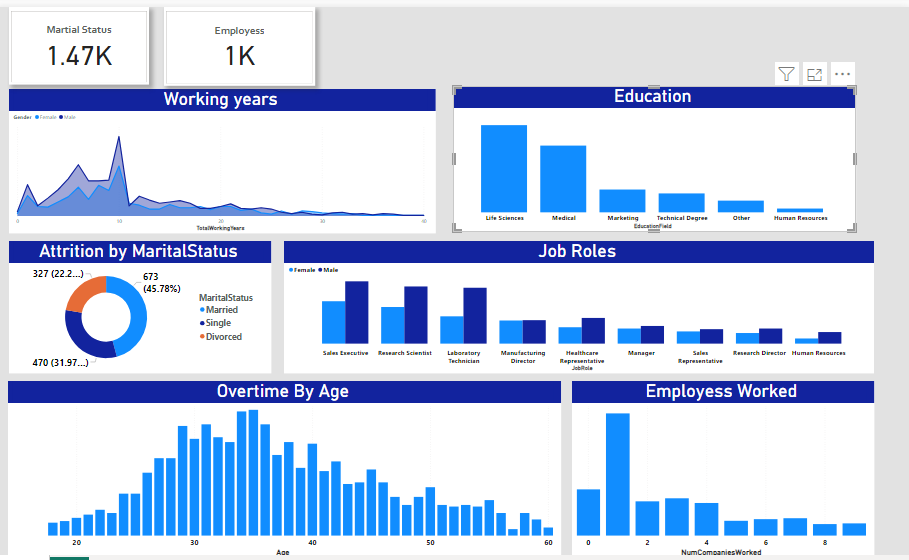 Martial Status
1.47K
Employess
1K
Working years
Gender Female Male
0 10 20 30 40
TotalWorkingYears
Education
Life Sciences Medical Marketing Technical Degree Other Human Resources
EducationField
Attrition by MaritalStatus
327 (22.2...)
673
(45.78%)
470 (31.97...)
MaritalStatus
Married
Single
Divorced
Job Roles
Female Male
Sales Executive Research Scientist Laboratory Technician Manufacturing Director Healthcare Representative Manager Sales Representative Research Director Human Resources
JobRole
Overtime By Age
20 30 40 50 60
Age
Employess Worked
0 2 4 6 8
NumCompaniesWorked